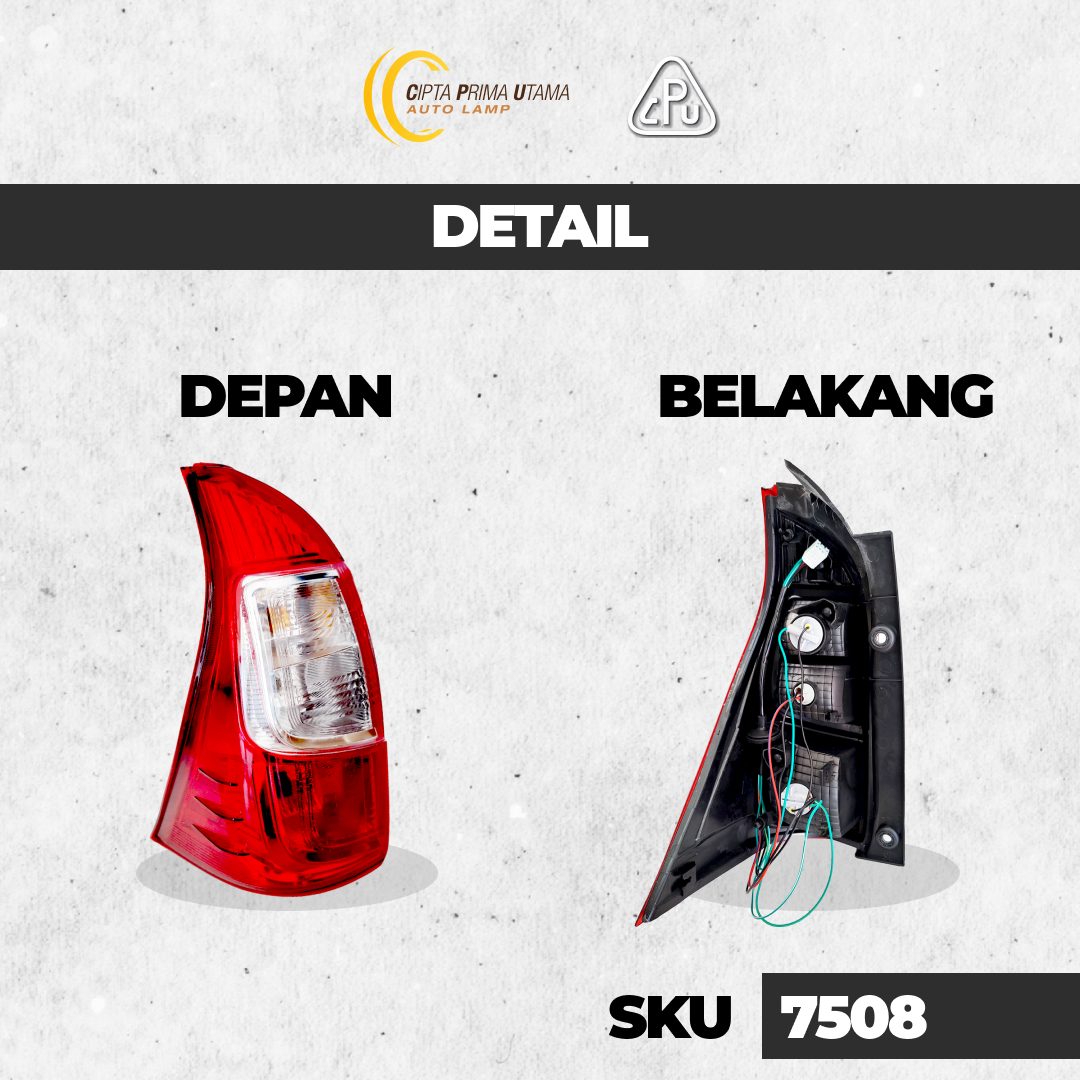 CIPTA PRIMA UTAMA
AUTO LAMP
CPU
DETAIL
DEPAN
BELAKANG
SKU 7508